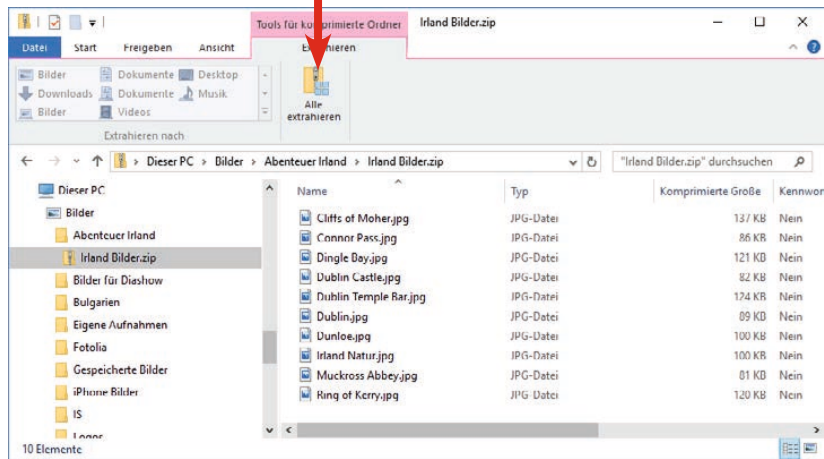 Tools für komprimierte Ordner Irland Bilder.zip
Datei Start Freigeben Ansicht Extrahieren
Bilder Dokumente Desktop
Downloads Dokumente Musik
Bilder Videos
Alle
extrahieren
Extrahieren nach
Dieser PC > Bilder > Abenteuer Irland > Irland Bilder.zip "Irland Bilder.zip" durchsuchen
Dieser PC
Bilder
Abenteuer Irland
Irland Bilder.zip
Bilder für Diashow
Bulgarien
Eigene Aufnahmen
Fotolia
Gespeicherte Bilder
iPhone Bilder
IS
Logos
Name Typ Komprimierte Größe Kennwor
Cliffs of Moher.jpg JPG-Datei 137 KB Nein
Connor Pass.jpg JPG-Datei 86 KB Nein
Dingle Bay.jpg JPG-Datei 121 KB Nein
Dublin Castle.jpg JPG-Datei 82 KB Nein
Dublin Temple Bar.jpg JPG-Datei 124 KB Nein
Dublin.jpg JPG-Datei 89 KB Nein
Dunloe.jpg JPG-Datei 100 KB Nein
Irland Natur.jpg JPG-Datei 100 KB Nein
Muckross Abbey.jpg JPG-Datei 81 KB Nein
Ring of Kerry.jpg JPG-Datei 120 KB Nein
10 Elemente